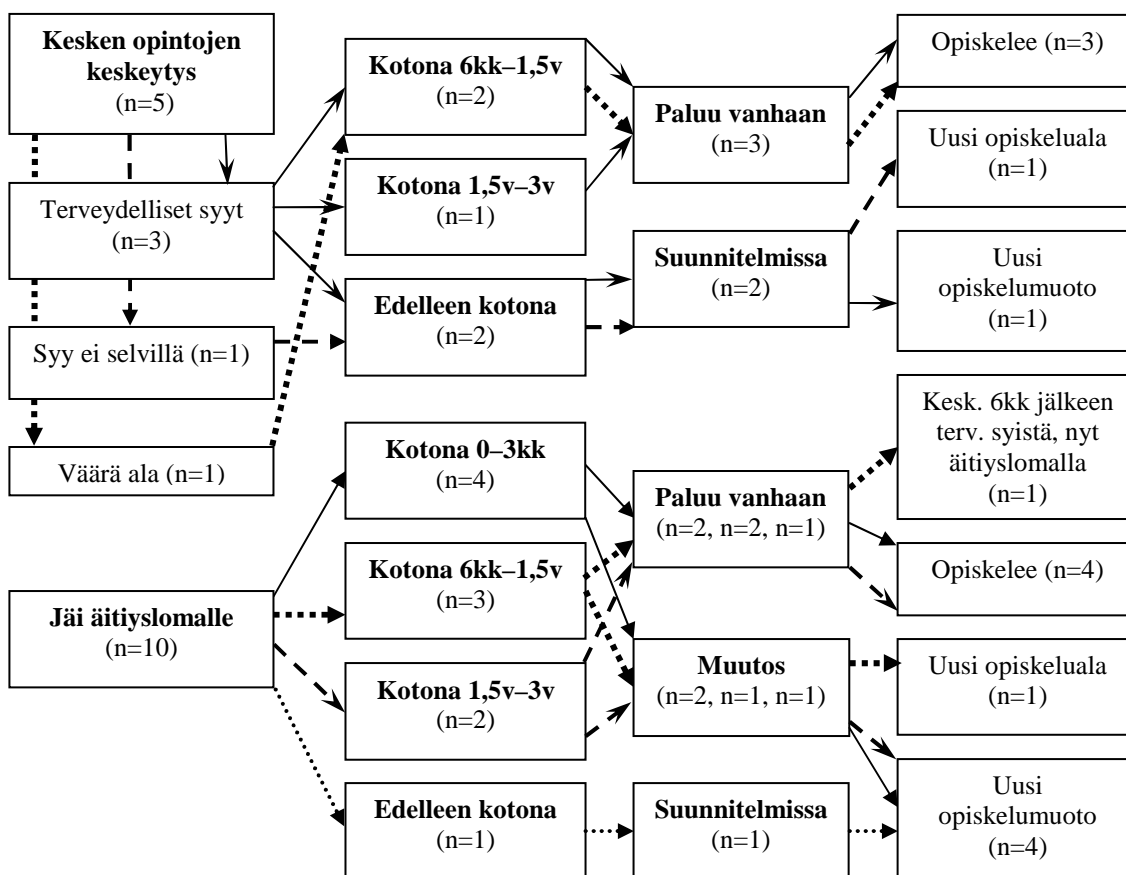 Kesken opintojen
keskeytys
(n=5)
Terveydelliset syyt
(n=3)
Syy ei selvillä (n=1)
Väärä ala (n=1)
Kotona 6kk–1,5v
(n=2)
Kotona 1,5v–3v
(n=1)
Edelleen kotona
(n=2)
Paluu vanhaan
(n=3)
Suunnitelmissa
(n=2)
Opiskelee (n=3)
Uusi opiskeluala
(n=1)
Uusi
opiskelumuoto
(n=1)
Jäi äitiyslomalle
(n=10)
Kotona 0–3kk
(n=4)
Kotona 6kk–1,5v
(n=3)
Kotona 1,5v–3v
(n=2)
Edelleen kotona
(n=1)
Paluu vanhaan
(n=2, n=2, n=1)
Muutos
(n=2, n=1, n=1)
Suunnitelmissa
(n=1)
Kesk. 6kk jälkeen
terv. syistä, nyt
äitiyslomalla
(n=1)
Opiskelee (n=4)
Uusi opiskeluala
(n=1)
Uusi
opiskelumuoto
(n=4)